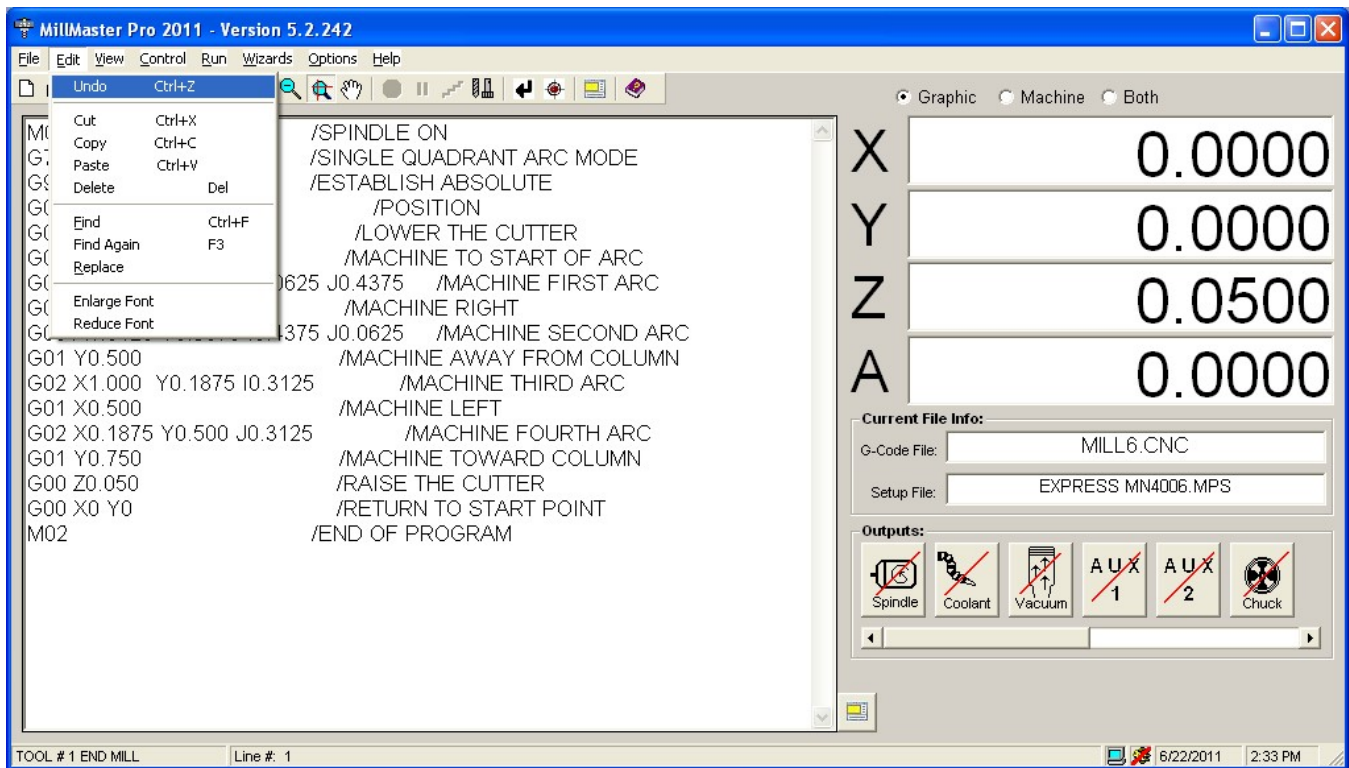 MillMaster Pro 2011 - Version 5.2.242
File Edit View Control Run Wizards Options Help
Undo Ctrl+Z
Cut Ctrl+X
Copy Ctrl+C
Paste Ctrl+V
Delete Del
Find Ctrl+F
Find Again F3
Replace
Enlarge Font
Reduce Font
/SPINDLE ON
/SINGLE QUADRANT ARC MODE
/ESTABLISH ABSOLUTE
/POSITION
/LOWER THE CUTTER
/MACHINE TO START OF ARC
J0.4375 /MACHINE FIRST ARC
/MACHINE RIGHT
J0.0625 /MACHINE SECOND ARC
G01 Y0.500 /MACHINE AWAY FROM COLUMN
G02 X1.000 Y0.1875 I0.3125 /MACHINE THIRD ARC
G01 X0.500 /MACHINE LEFT
G02 X0.1875 Y0.500 J0.3125 /MACHINE FOURTH ARC
G01 Y0.750 /MACHINE TOWARD COLUMN
G00 Z0.050 /RAISE THE CUTTER
G00 X0 Y0 /RETURN TO START POINT
M02 /END OF PROGRAM
Graphic Machine Both
X 0.0000
Y 0.0000
Z 0.0500
A 0.0000
Current File Info:
G-Code File: MILL6.CNC
Setup File: EXPRESS MN4006.MPS
Outputs:
Spindle
Coolant
Vacuum
AUX 1
AUX 2
Chuck
TOOL # 1 END MILL Line #: 1 6/22/2011 2:33 PM